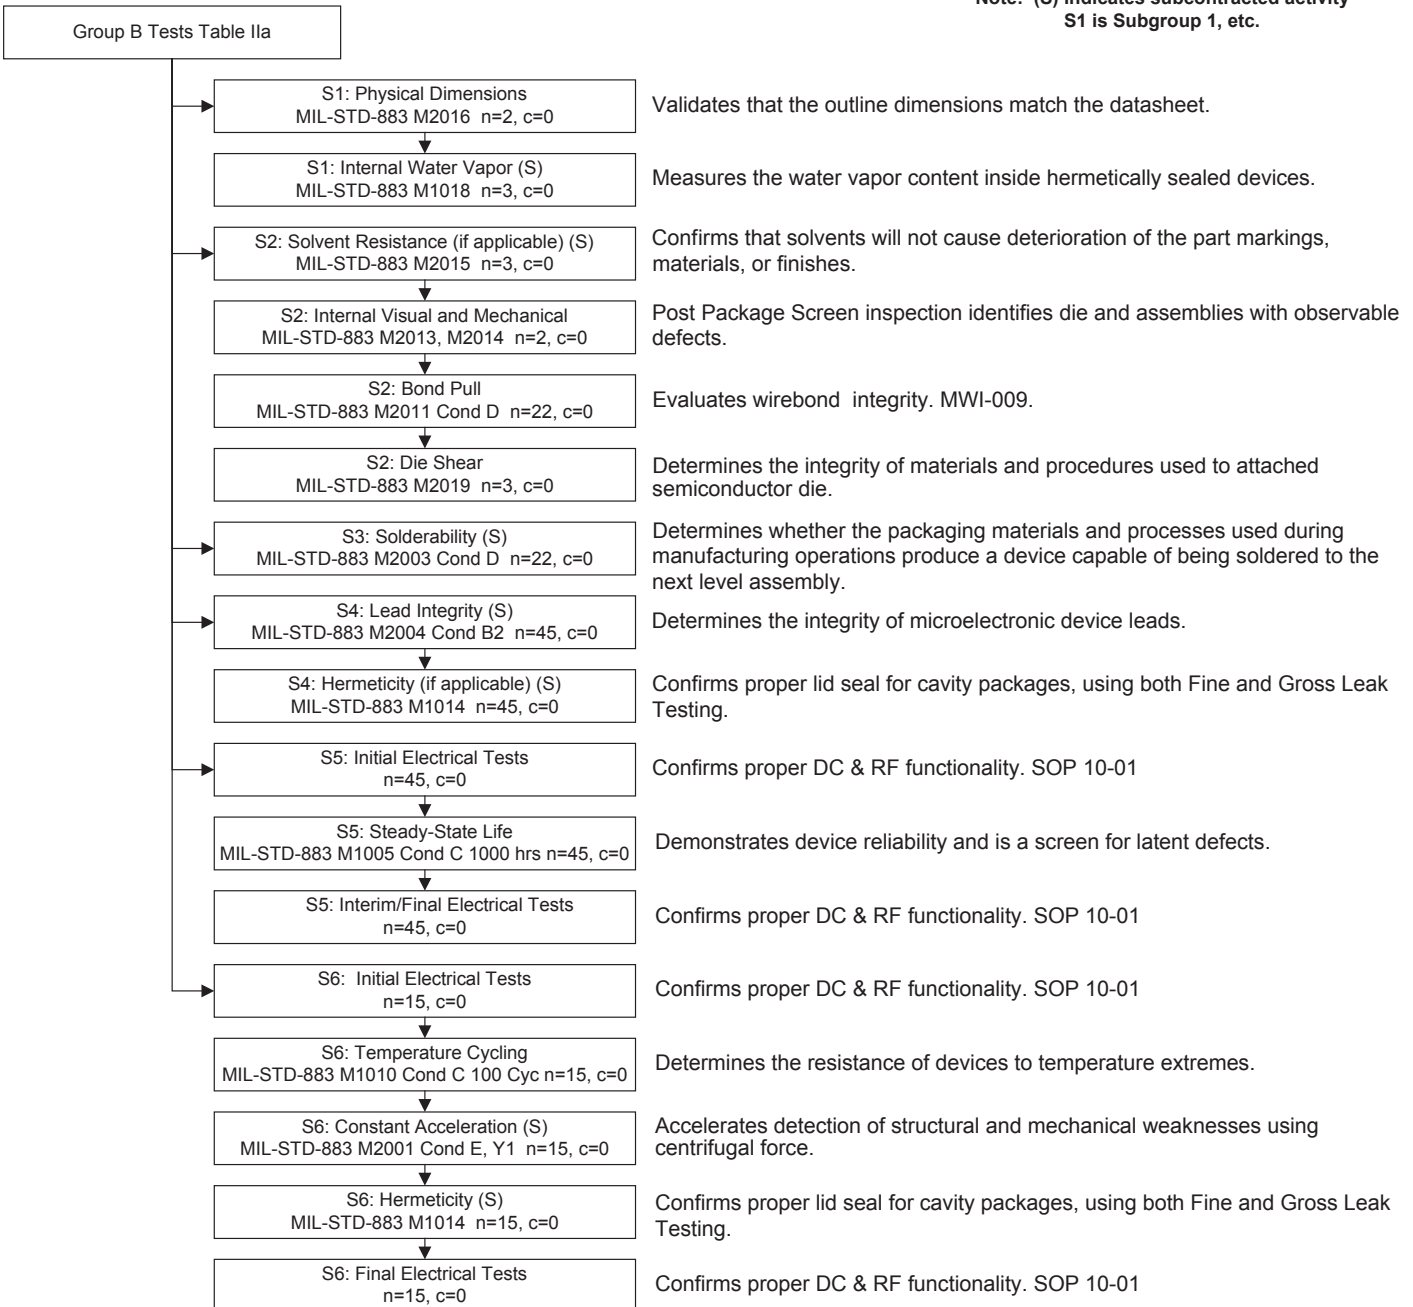 Note: (S) indicates subcontracted activity
S1 is Subgroup 1, etc.
Group B Tests Table IIa
S1: Physical Dimensions
MIL-STD-883 M2016 n=2, c=0
Validates that the outline dimensions match the datasheet.
S1: Internal Water Vapor (S)
MIL-STD-883 M1018 n=3, c=0
Measures the water vapor content inside hermetically sealed devices.
S2: Solvent Resistance (if applicable) (S)
MIL-STD-883 M2015 n=3, c=0
Confirms that solvents will not cause deterioration of the part markings,
materials, or finishes.
S2: Internal Visual and Mechanical
MIL-STD-883 M2013, M2014 n=2, c=0
Post Package Screen inspection identifies die and assemblies with observable
defects.
S2: Bond Pull
MIL-STD-883 M2011 Cond D n=22, c=0
Evaluates wirebond integrity. MWI-009.
S2: Die Shear
MIL-STD-883 M2019 n=3, c=0
Determines the integrity of materials and procedures used to attached
semiconductor die.
S3: Solderability (S)
MIL-STD-883 M2003 Cond D n=22, c=0
Determines whether the packaging materials and processes used during
manufacturing operations produce a device capable of being soldered to the
next level assembly.
S4: Lead Integrity (S)
MIL-STD-883 M2004 Cond B2 n=45, c=0
Determines the integrity of microelectronic device leads.
S4: Hermeticity (if applicable) (S)
MIL-STD-883 M1014 n=45, c=0
Confirms proper lid seal for cavity packages, using both Fine and Gross Leak
Testing.
S5: Initial Electrical Tests
n=45, c=0
Confirms proper DC & RF functionality. SOP 10-01
S5: Steady-State Life
MIL-STD-883 M1005 Cond C 1000 hrs n=45, c=0
Demonstrates device reliability and is a screen for latent defects.
S5: Interim/Final Electrical Tests
n=45, c=0
Confirms proper DC & RF functionality. SOP 10-01
S6: Initial Electrical Tests
n=15, c=0
Confirms proper DC & RF functionality. SOP 10-01
S6: Temperature Cycling
MIL-STD-883 M1010 Cond C 100 Cyc n=15, c=0
Determines the resistance of devices to temperature extremes.
S6: Constant Acceleration (S)
MIL-STD-883 M2001 Cond E, Y1 n=15, c=0
Accelerates detection of structural and mechanical weaknesses using
centrifugal force.
S6: Hermeticity (S)
MIL-STD-883 M1014 n=15, c=0
Confirms proper lid seal for cavity packages, using both Fine and Gross Leak
Testing.
S6: Final Electrical Tests
n=15, c=0
Confirms proper DC & RF functionality. SOP 10-01